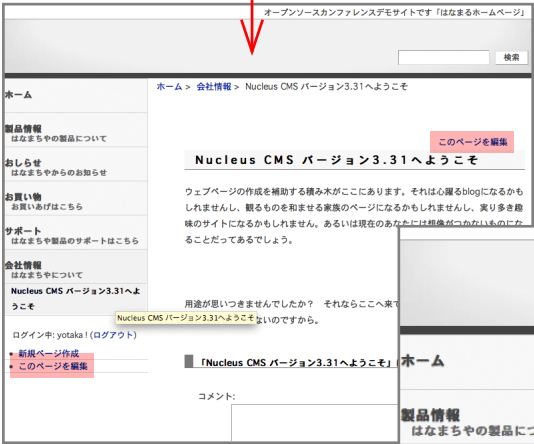 オープンソースカンファレンスデモサイトです「はなまるホームページ」
検索
ホーム
製品情報
はなまちやの製品について
おしらせ
はなまちやからのお知らせ
お買い物
お買いあげはこちら
サポート
はなまちや製品のサポートはこちら
会社情報
はなまちやについて
Nucleus CMS バージョン3.31へよ
うこそ
ログイン中: yotaka ! (ログアウト)
新規ページ作成
このページを編集
ホーム > 会社情報 > Nucleus CMS バージョン3.31へようこそ
このページを編集
Nucleus CMS バージョン3.31へようこそ
ウェブページの作成を補助する積み木がここにあります。それは心躍るblogになるかも
しれませんし、観るものを和ませる家族のページになるかもしれませんし、実り多き趣
味のサイトになるかもしれません。あるいは現在のあなたには想像がつかないものにな
ることだってあるでしょう。
用途が思いつきませんでしたか？ それならここへ来て
Nucleus CMS バージョン3.31へようこそ
ないのですから。
「Nucleus CMS バージョン3.31へようこそ」
コメント:
ホーム
製品情報
はなまちやの製品に